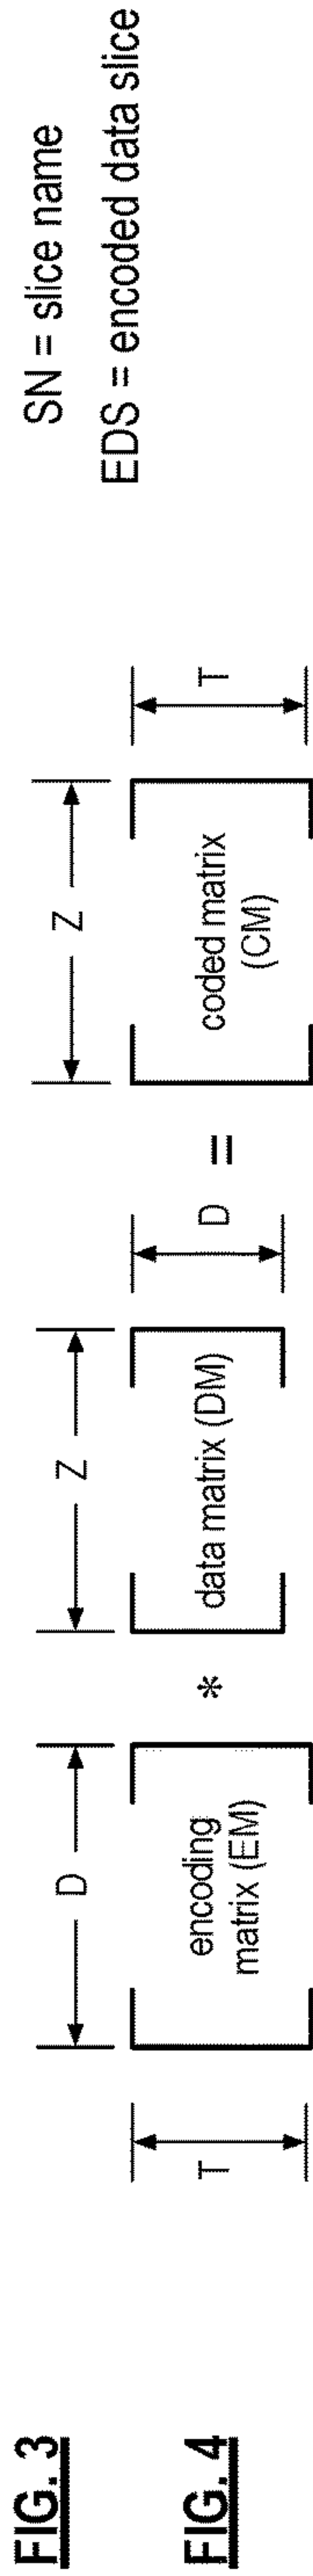 FIG. 3
SN = slice name
EDS = encoded data slice
FIG. 4
T
D
encoding
matrix (EM)
*
Z
data matrix (DM)
D
=
Z
coded matrix
(CM)
T